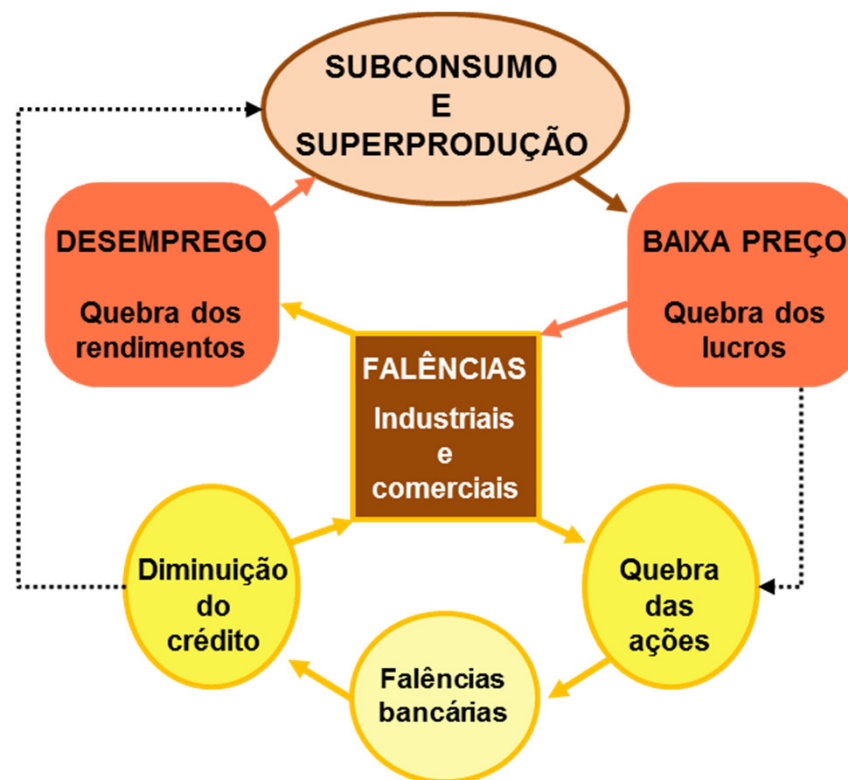 SUBCONSUMO
E
SUPERPRODUÇÃO
DESEMPREGO
Quebra dos
rendimentos
BAIXA PREÇO
Quebra dos
lucros
FALÊNCIAS
Industriais
e
comerciais
Diminuição
do
crédito
Quebra
das
ações
Falências
bancárias